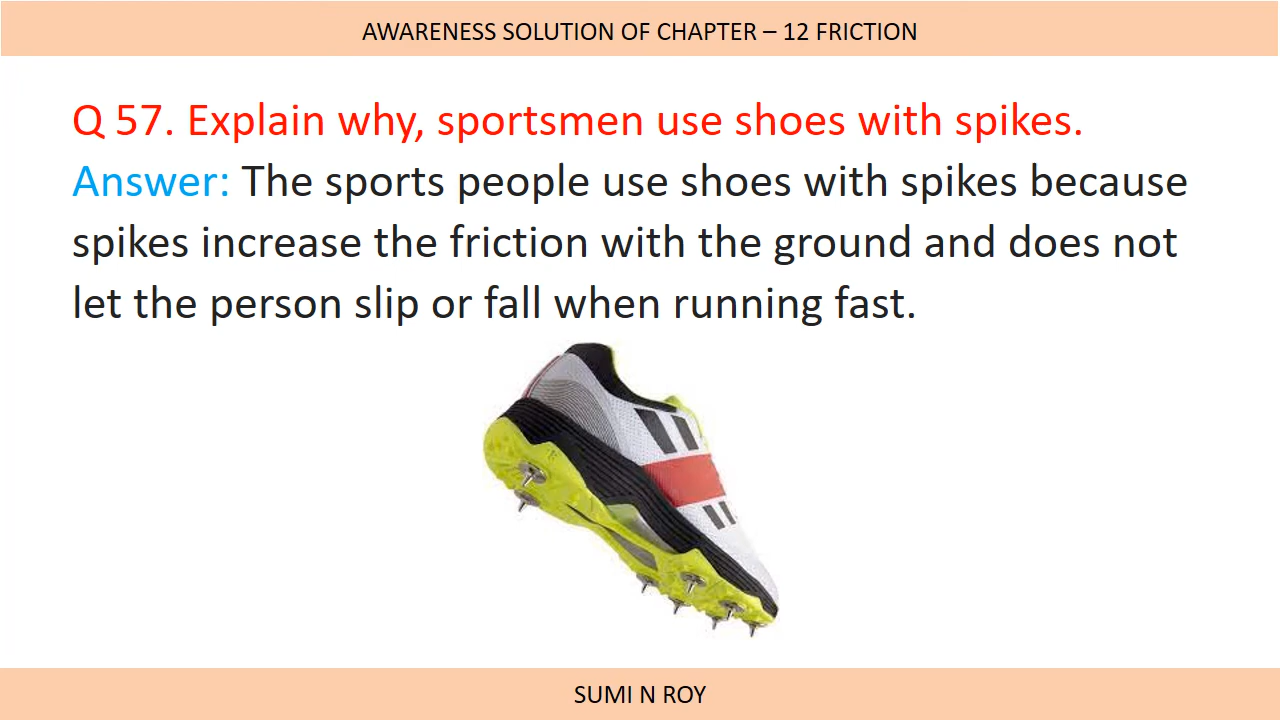 AWARENESS SOLUTION OF CHAPTER – 12 FRICTION
Q 57. Explain why, sportsmen use shoes with spikes.
Answer: The sports people use shoes with spikes because
spikes increase the friction with the ground and does not
let the person slip or fall when running fast.
SUMI N ROY